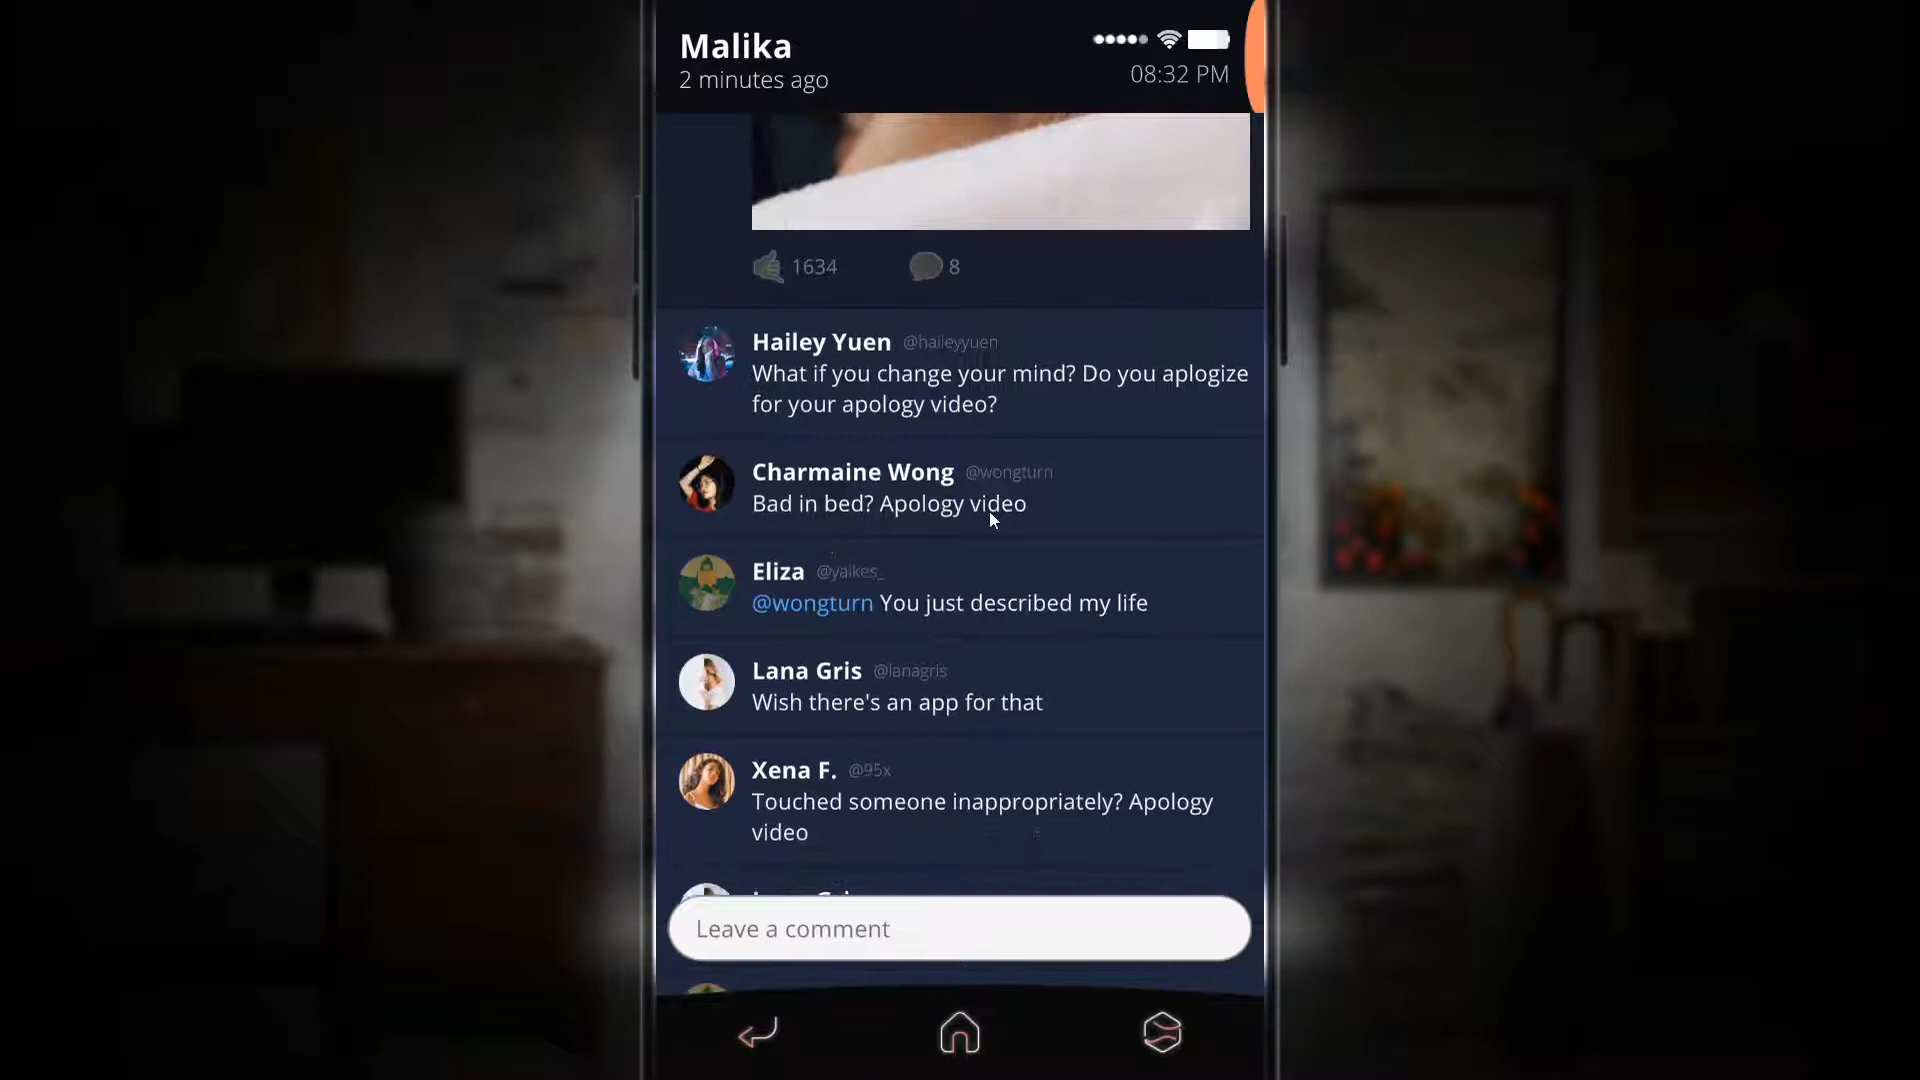 Malika
2 minutes ago
08:32 PM
1634
8
Hailey Yuen @haileyyuen
What if you change your mind? Do you aplogize
for your apology video?
Charmaine Wong @wongturn
Bad in bed? Apology video
Eliza @yaikes_
@wongturn You just described my life
Lana Gris @lanagris
Wish there's an app for that
Xena F. @95x
Touched someone inappropriately? Apology
video
Leave a comment